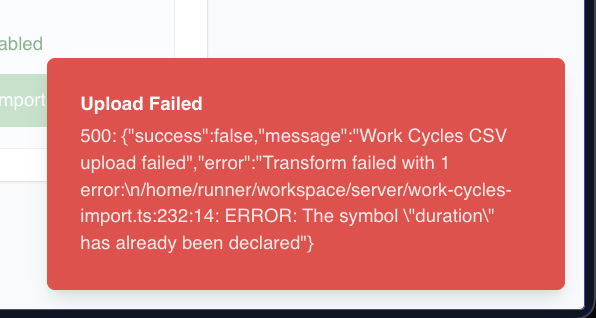 abled
mport
Upload Failed
500: {"success":false,"message":"Work Cycles CSV
upload failed","error":"Transform failed with 1
error:\n/home/runner/workspace/server/work-cycles-
import.ts:232:14: ERROR: The symbol \"duration\"
has already been declared"}